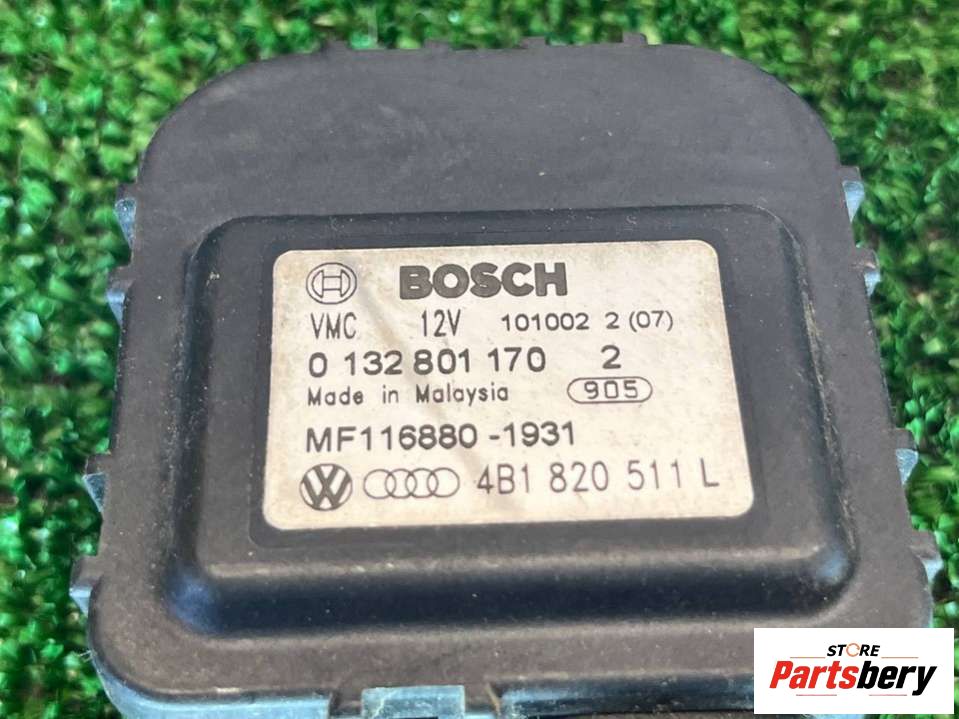 BOSCH
VMC 12V 101002 2 (07)
0 132 801 170 2
Made in Malaysia 905
MF116880 -1931
4B1 820 511 L
STORE
Partsbery